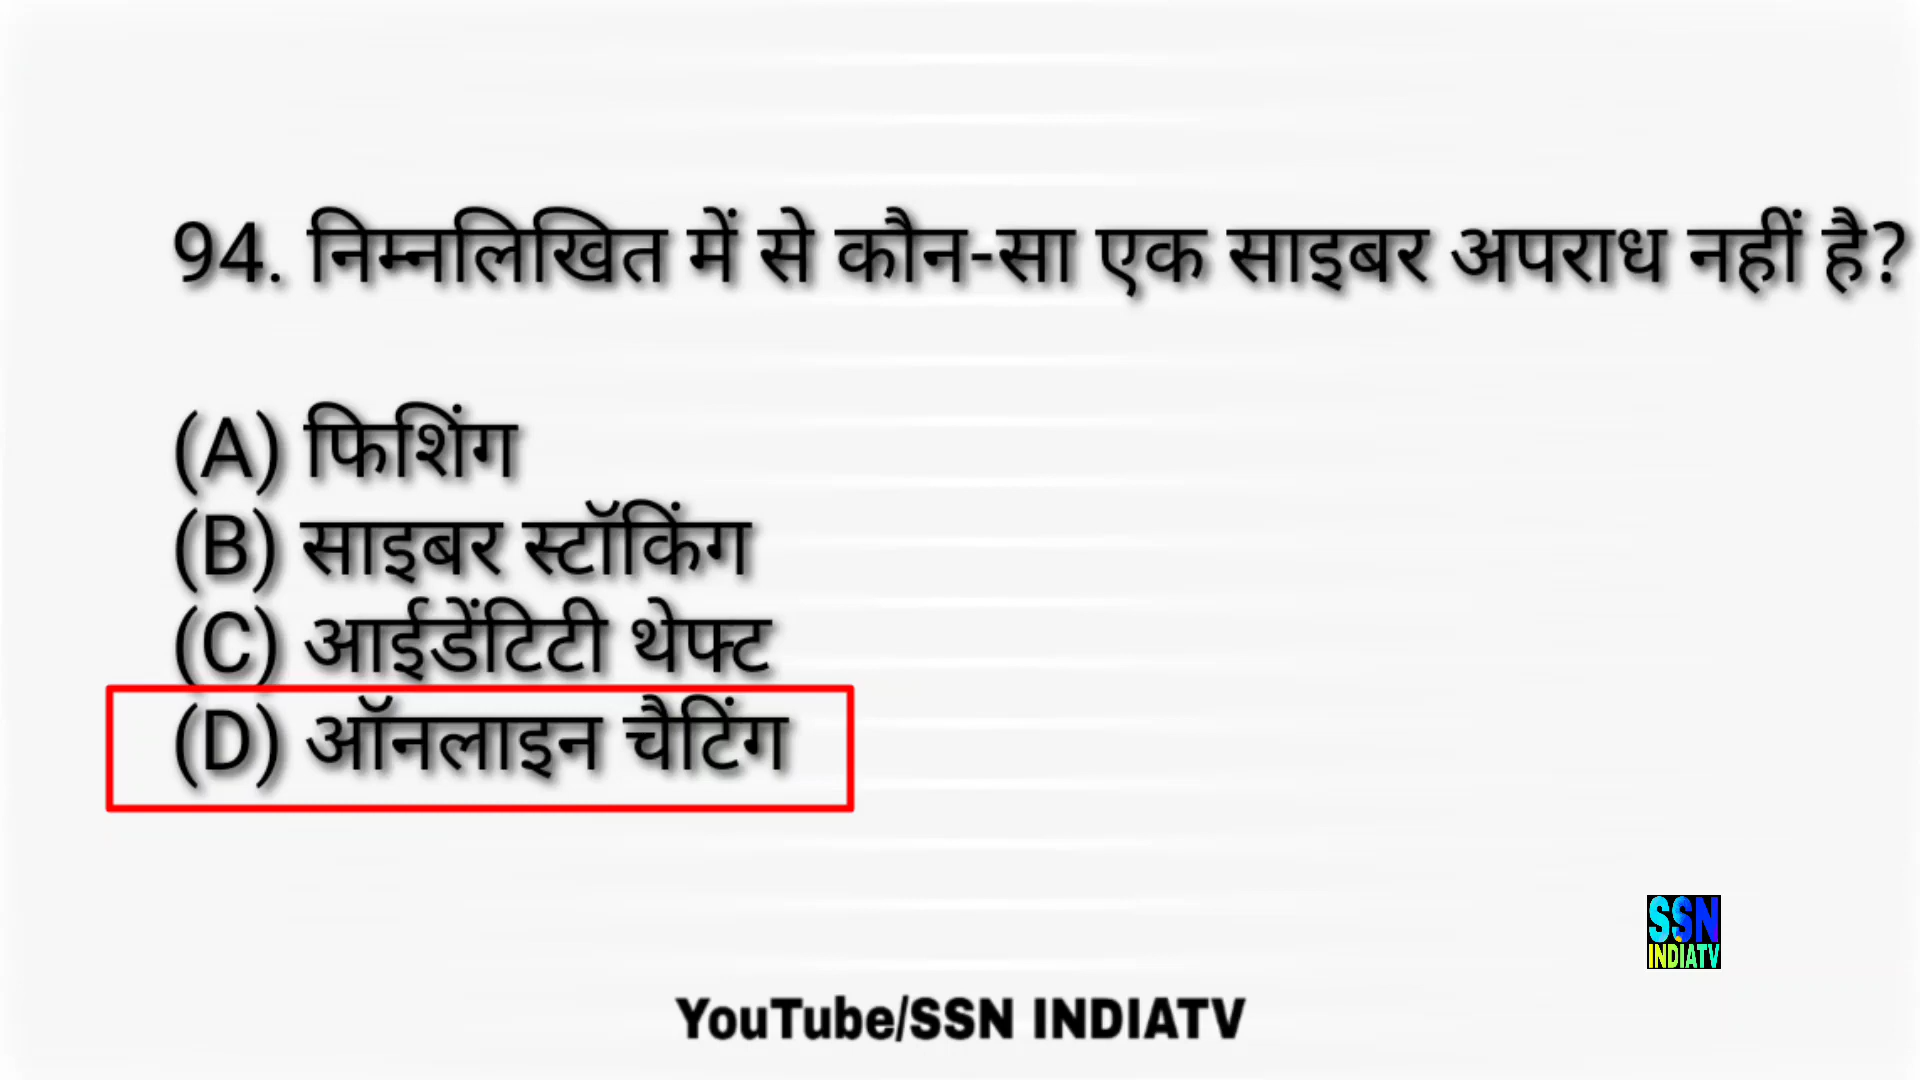 94. निम्नलिखित में से कौन-सा एक साइबर अपराध नहीं है?
(A) फिशिंग
(B) साइबर स्टॉकिंग
(C) आईडेंटिटी थेफ्ट
(D) ऑनलाइन चैटिंग
SSN
INDIATV
YouTube/SSN INDIATV